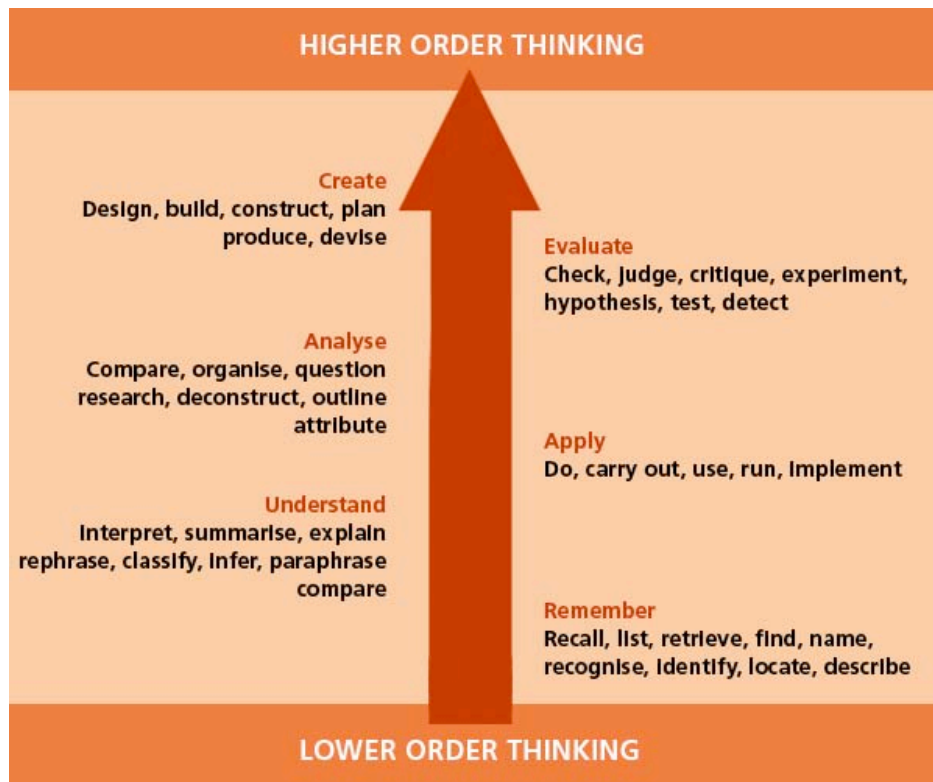 HIGHER ORDER THINKING
Create
Design, build, construct, plan
produce, devise
Evaluate
Check, judge, critique, experiment,
hypothesis, test, detect
Analyse
Compare, organise, question
research, deconstruct, outline
attribute
Apply
Do, carry out, use, run, implement
Understand
Interpret, summarise, explain
rephrase, classify, infer, paraphrase
compare
Remember
Recall, list, retrieve, find, name,
recognise, identify, locate, describe
LOWER ORDER THINKING